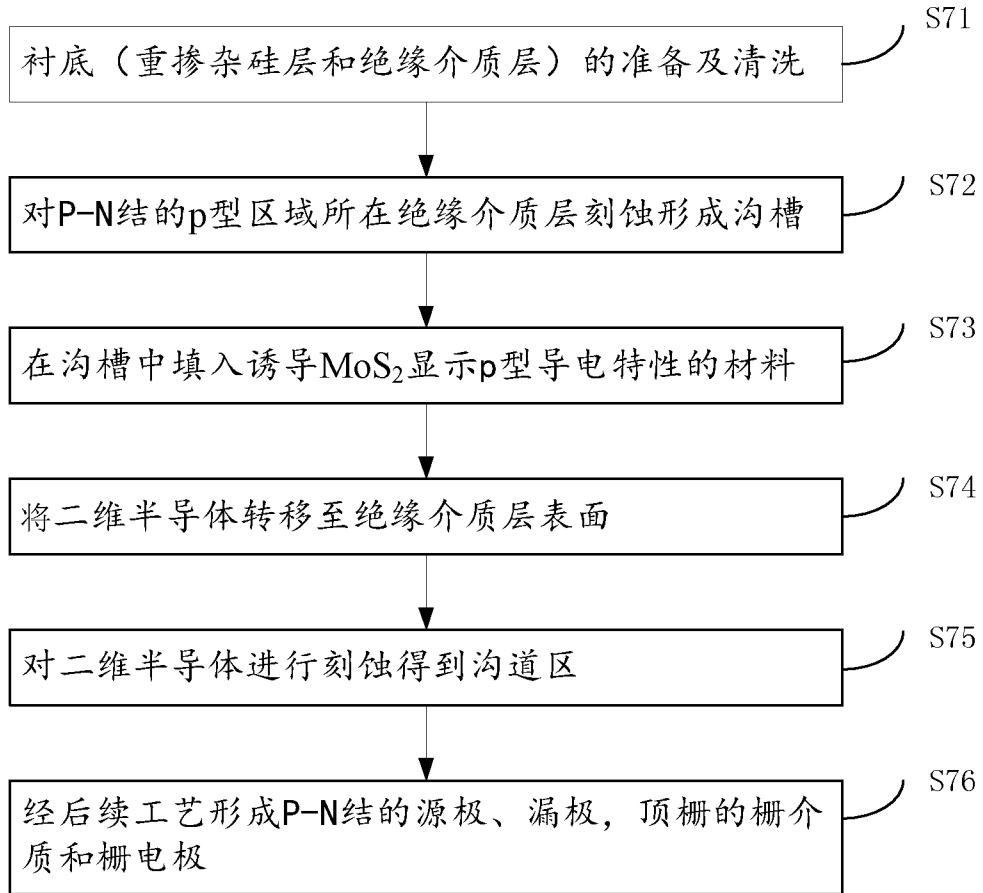 S71
衬底（重掺杂硅层和绝缘介质层）的准备及清洗
S72
对P-N结的p型区域所在绝缘介质层刻蚀形成沟槽
S73
在沟槽中填入诱导MoS₂显示p型导电特性的材料
S74
将二维半导体转移至绝缘介质层表面
S75
对二维半导体进行刻蚀得到沟道区
S76
经后续工艺形成P-N结的源极、漏极，顶栅的栅介
质和栅电极